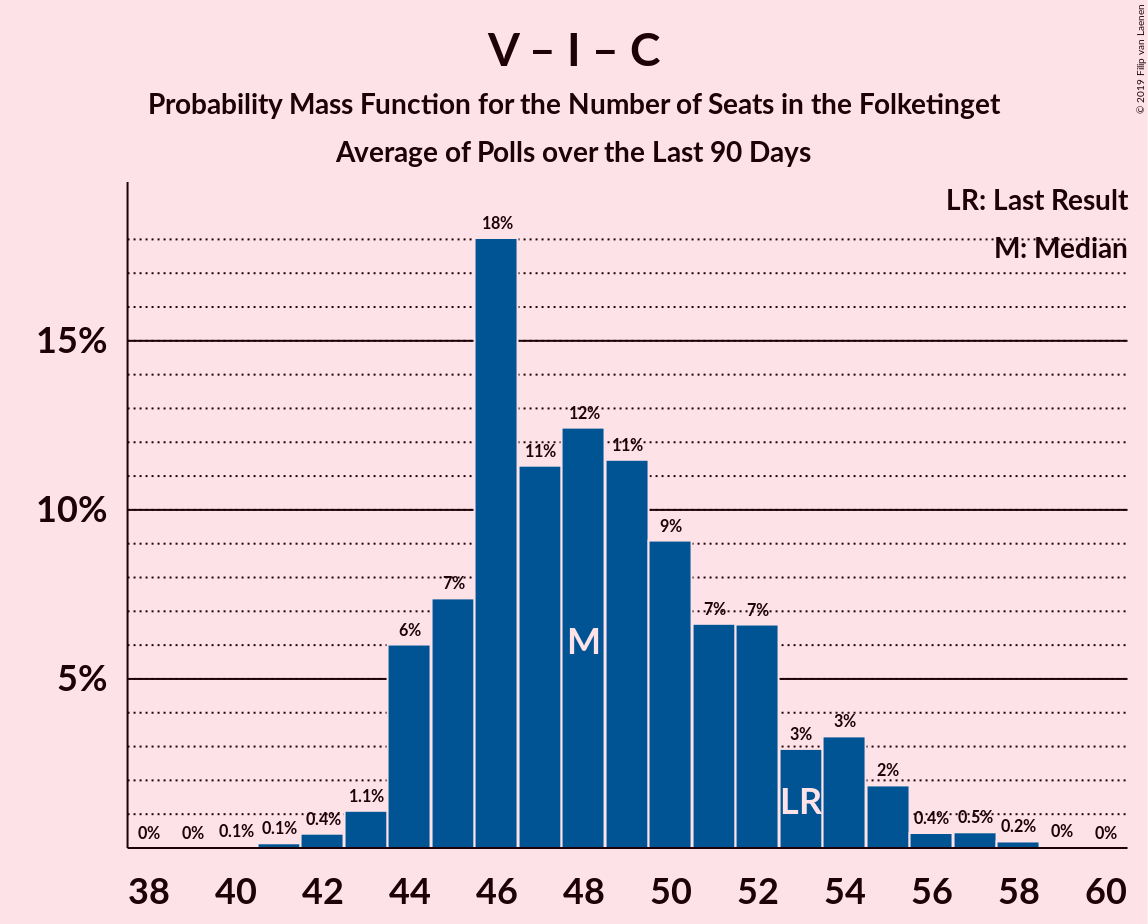 V – I – C
Probability Mass Function for the Number of Seats in the Folketinget
Average of Polls over the Last 90 Days
© 2019 Filip van Laenen
LR: Last Result
M: Median
15%
10%
5%
0%
0%
0.1%
0.1%
0.4%
1.1%
6%
7%
18%
11%
12%
11%
9%
7%
7%
3%
3%
2%
0.4%
0.5%
0.2%
0%
0%
M
LR
38 40 42 44 46 48 50 52 54 56 58 60